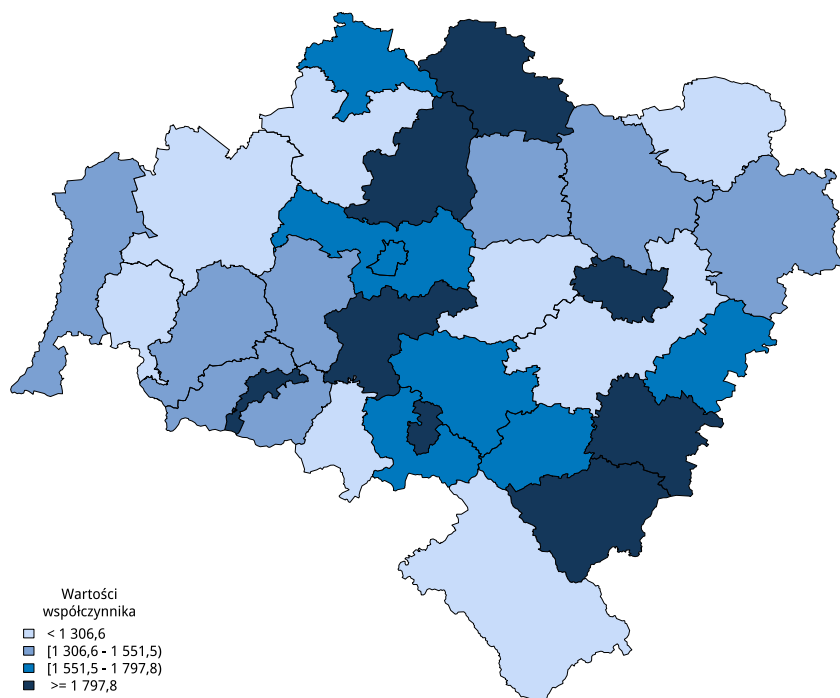 Wartości
współczynnika
< 1 306,6
[1 306,6 - 1 551,5)
[1 551,5 - 1 797,8)
>= 1 797,8